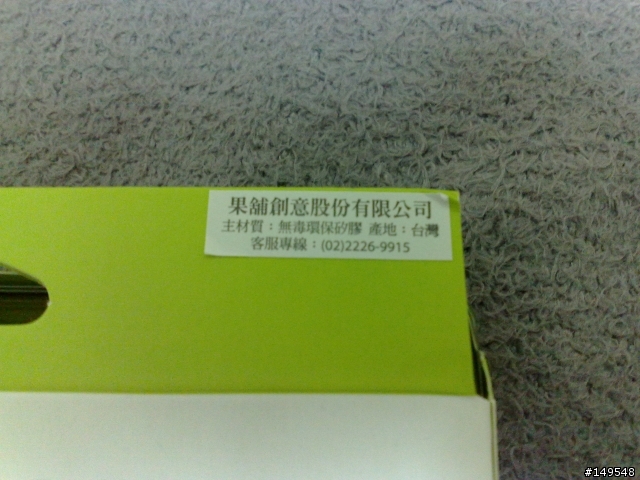 果舖創意股份有限公司
主材質：無毒環保矽膠 產地：台灣
客服專線：(02)2226-9915
#149548